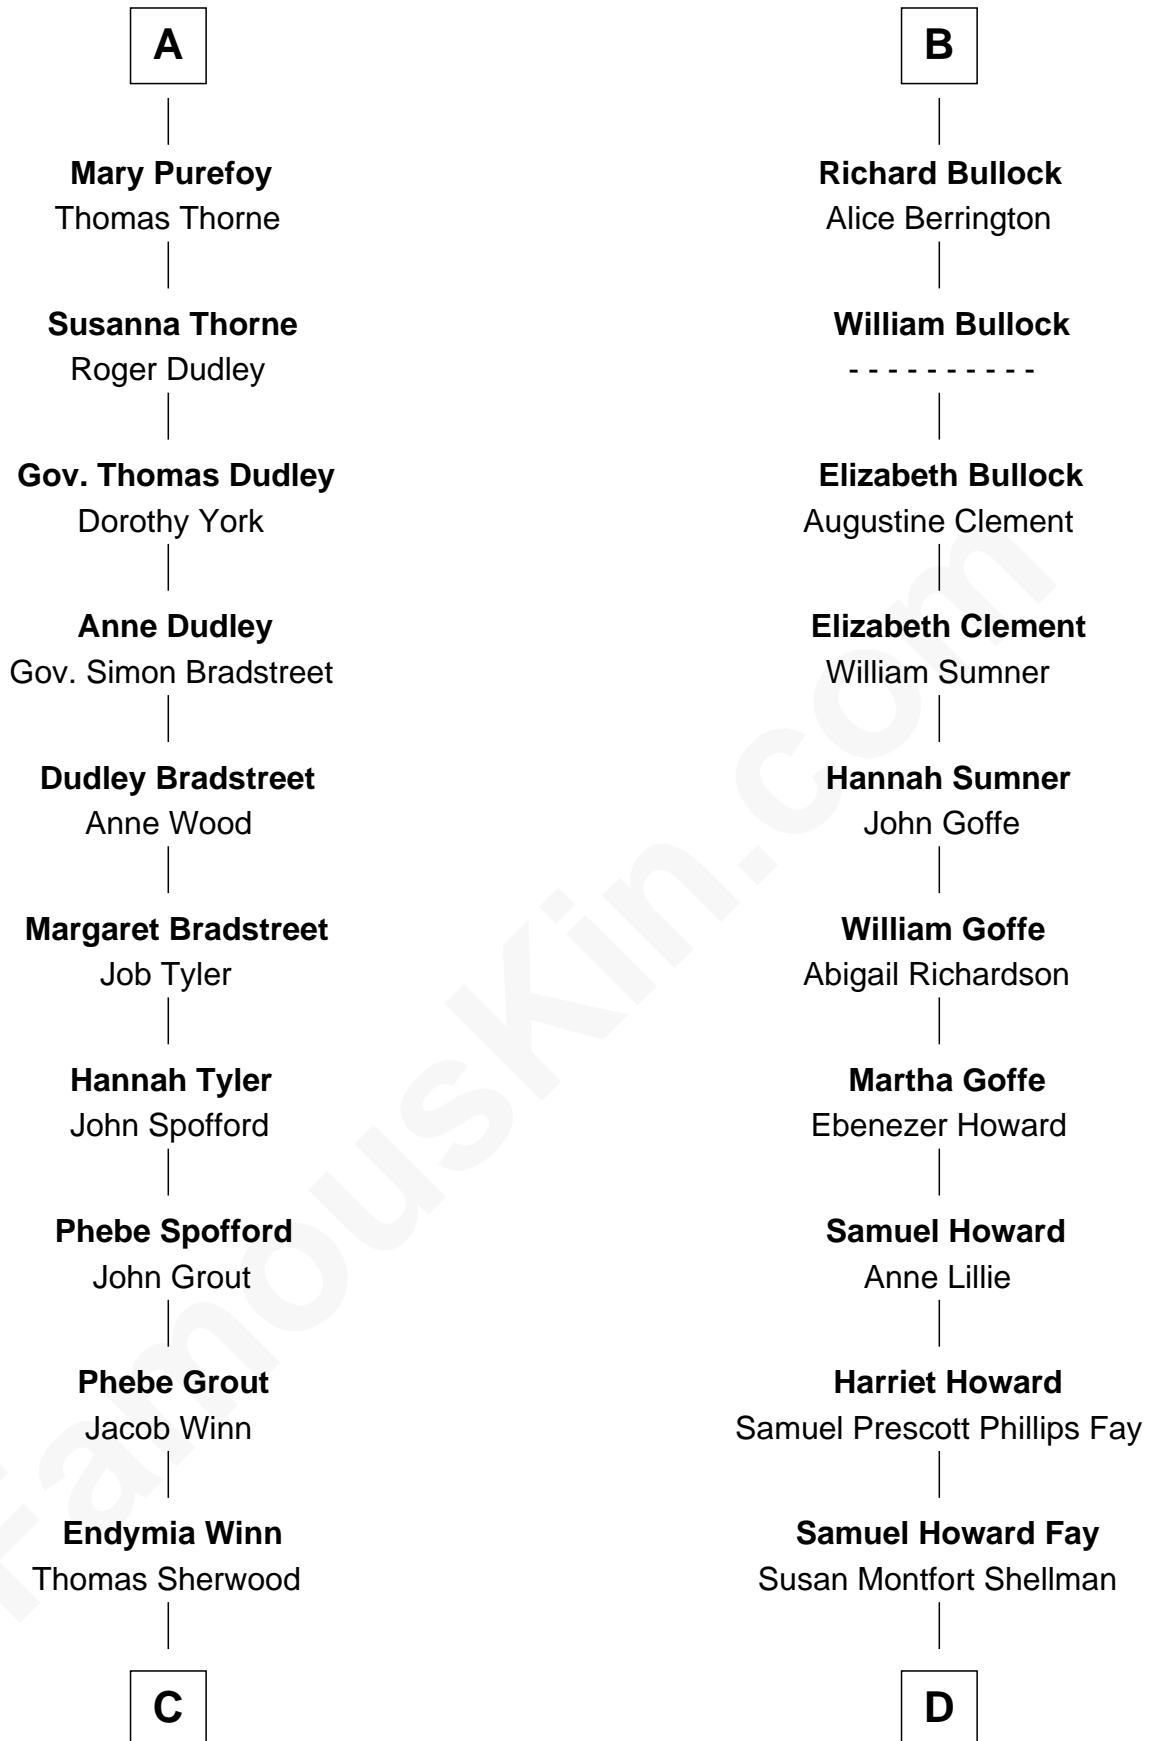 A
Mary Purefoy
Thomas Thorne
Susanna Thorne
Roger Dudley
Gov. Thomas Dudley
Dorothy York
Anne Dudley
Gov. Simon Bradstreet
Dudley Bradstreet
Anne Wood
Margaret Bradstreet
Job Tyler
Hannah Tyler
John Spofford
Phebe Spofford
John Grout
Phebe Grout
Jacob Winn
Endymia Winn
Thomas Sherwood
C
B
Richard Bullock
Alice Berrington
William Bullock
- - - - - - - - - -
Elizabeth Bullock
Augustine Clement
Elizabeth Clement
William Sumner
Hannah Sumner
John Goffe
William Goffe
Abigail Richardson
Martha Goffe
Ebenezer Howard
Samuel Howard
Anne Lillie
Harriet Howard
Samuel Prescott Phillips Fay
Samuel Howard Fay
Susan Montfort Shellman
D
FamousKin.com